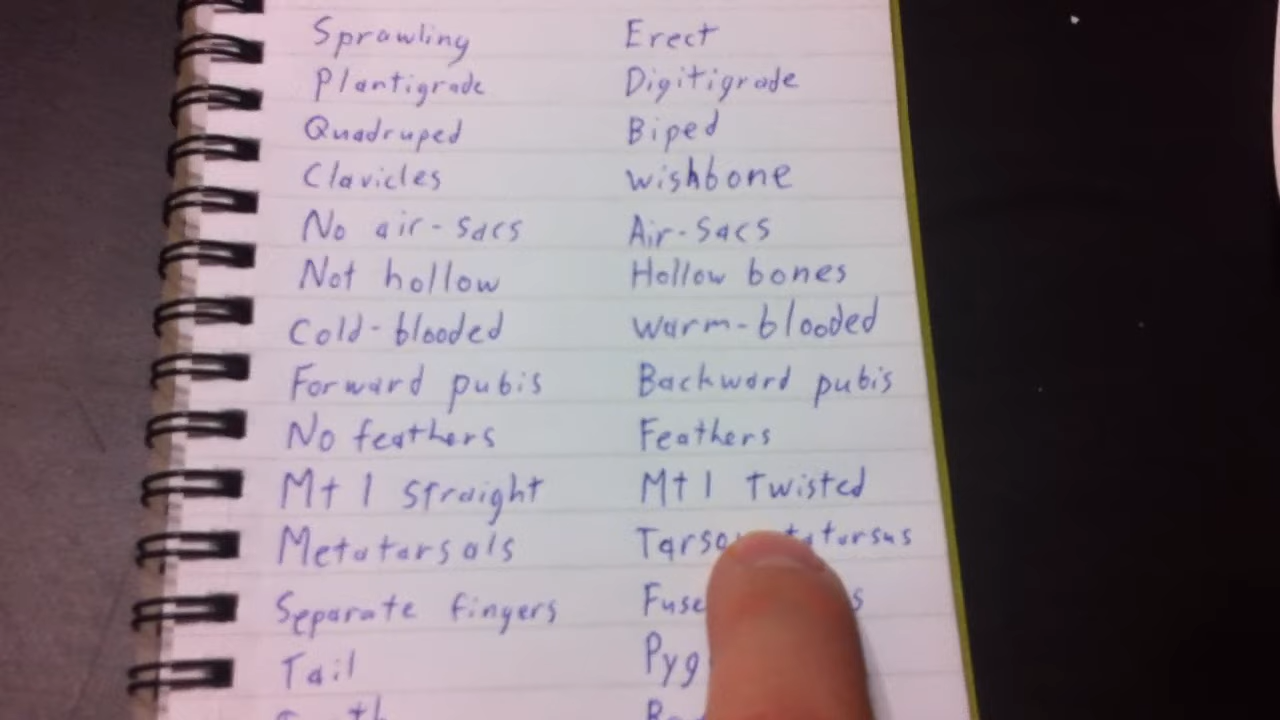 Sprawling Erect
Plantigrade Digitigrade
Quadruped Biped
Clavicles wishbone
No air-sacs Air-sacs
Not hollow Hollow bones
Cold-blooded Warm-blooded
Forward pubis Backward pubis
No feathers Feathers
Mt 1 straight Mt 1 twisted
Metatarsals
Separate fingers
Tail